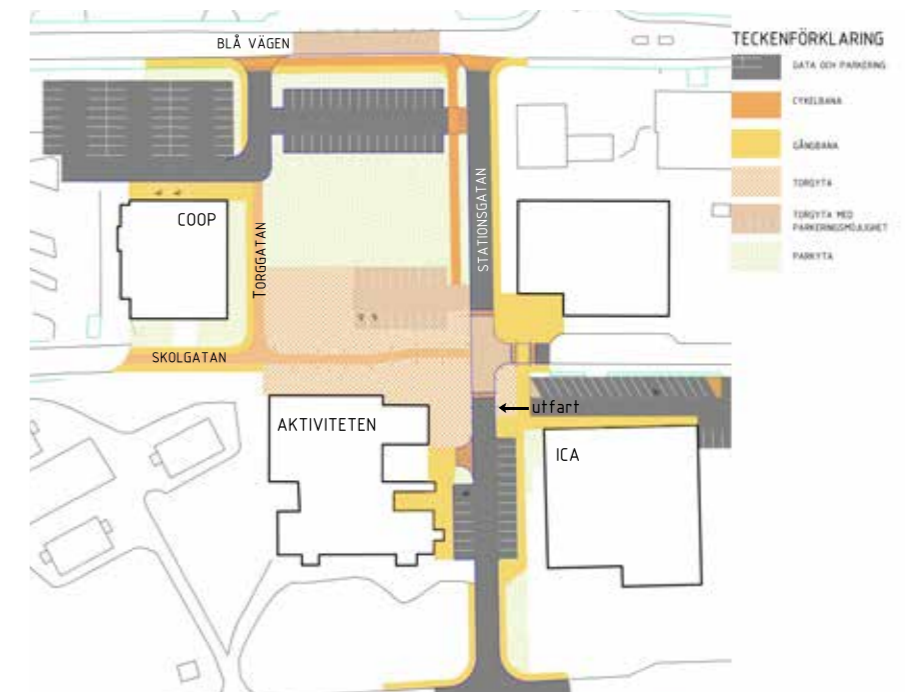 BLÅ VÄGEN
TECKENFÖRKLARING
GATA OCH PARKERING
CYKELBANA
GÅNGBANA
TORGYTA
TORGYTA MED
PARKERINGSMÖJLIGHET
PARKYTA
COOP
TORGGATAN
STATIONSGATAN
SKOLGATAN
utfart
AKTIVITETEN
ICA